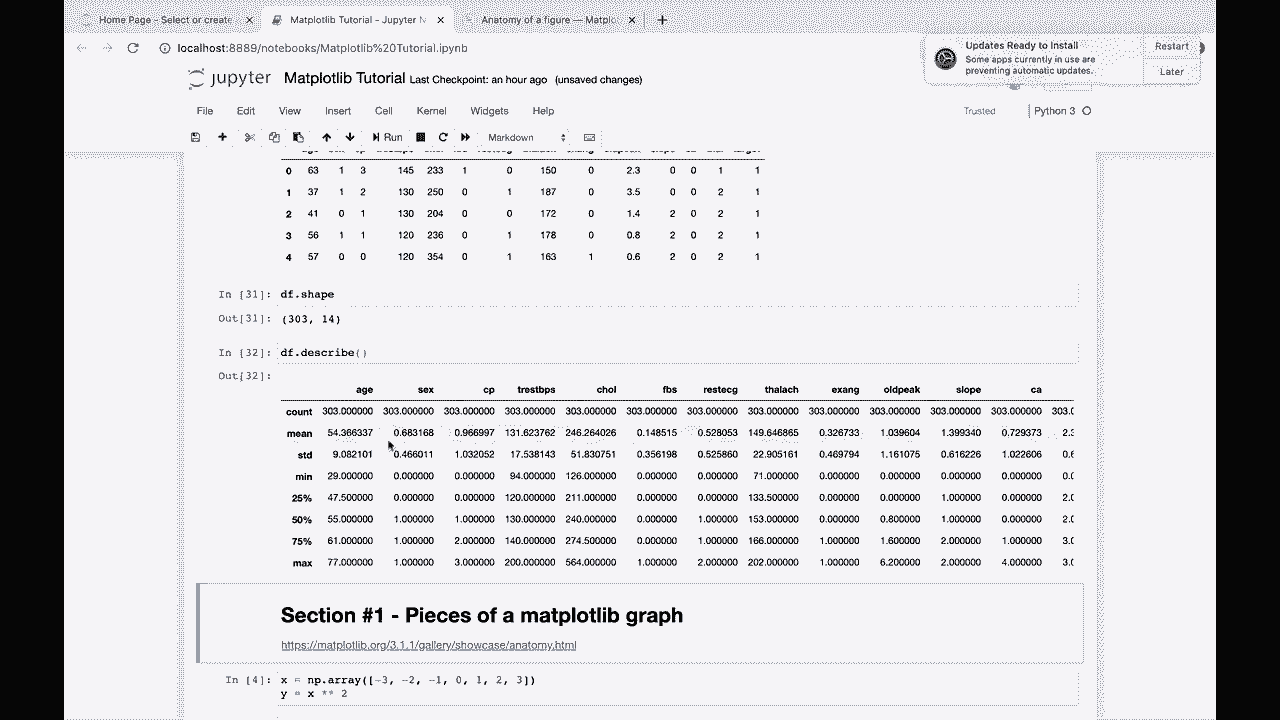 Home Page - Select or create
Matplotlib Tutorial - Jupyter N
Anatomy of a figure — Matplo
localhost:8889/notebooks/Matplotlib%20Tutorial.ipynb
Updates Ready to Install
Some apps currently in use are
preventing automatic updates.
Restart
Later
jupyter Matplotlib Tutorial Last Checkpoint: an hour ago (unsaved changes)
File Edit View Insert Cell Kernel Widgets Help Trusted Python 3
Run Markdown
0 63 1 3 145 233 1 0 150 0 2.3 0 0 1 1
1 37 1 2 130 250 0 1 187 0 3.5 0 0 2 1
2 41 0 1 130 204 0 0 172 0 1.4 2 0 2 1
3 56 1 1 120 236 0 1 178 0 0.8 2 0 2 1
4 57 0 0 120 354 0 1 163 1 0.6 2 0 2 1
In [31]: df.shape
Out[31]: (303, 14)
In [32]: df.describe()
Out[32]:
age sex cp trestbps chol fbs restecg thalach exang oldpeak slope ca
count 303.000000 303.000000 303.000000 303.000000 303.000000 303.000000 303.000000 303.000000 303.000000 303.000000 303.000000 303.000000 303.0
mean 54.366337 0.683168 0.966997 131.623762 246.264026 0.148515 0.528053 149.646865 0.326733 1.039604 1.399340 0.729373 2.3
std 9.082101 0.466011 1.032052 17.538143 51.830751 0.356198 0.525860 22.905161 0.469794 1.161075 0.616226 1.022606 0.6
min 29.000000 0.000000 0.000000 94.000000 126.000000 0.000000 0.000000 71.000000 0.000000 0.000000 0.000000 0.000000 0.0
25% 47.500000 0.000000 0.000000 120.000000 211.000000 0.000000 0.000000 133.500000 0.000000 0.000000 1.000000 0.000000 2.0
50% 55.000000 1.000000 1.000000 130.000000 240.000000 0.000000 1.000000 153.000000 0.000000 0.800000 1.000000 0.000000 2.0
75% 61.000000 1.000000 2.000000 140.000000 274.500000 0.000000 1.000000 166.000000 1.000000 1.600000 2.000000 1.000000 3.0
max 77.000000 1.000000 3.000000 200.000000 564.000000 1.000000 2.000000 202.000000 1.000000 6.200000 2.000000 4.000000 3.0
Section #1 - Pieces of a matplotlib graph
https://matplotlib.org/3.1.1/gallery/showcase/anatomy.html
In [4]: x = np.array([-3, -2, -1, 0, 1, 2, 3])
y = x ** 2